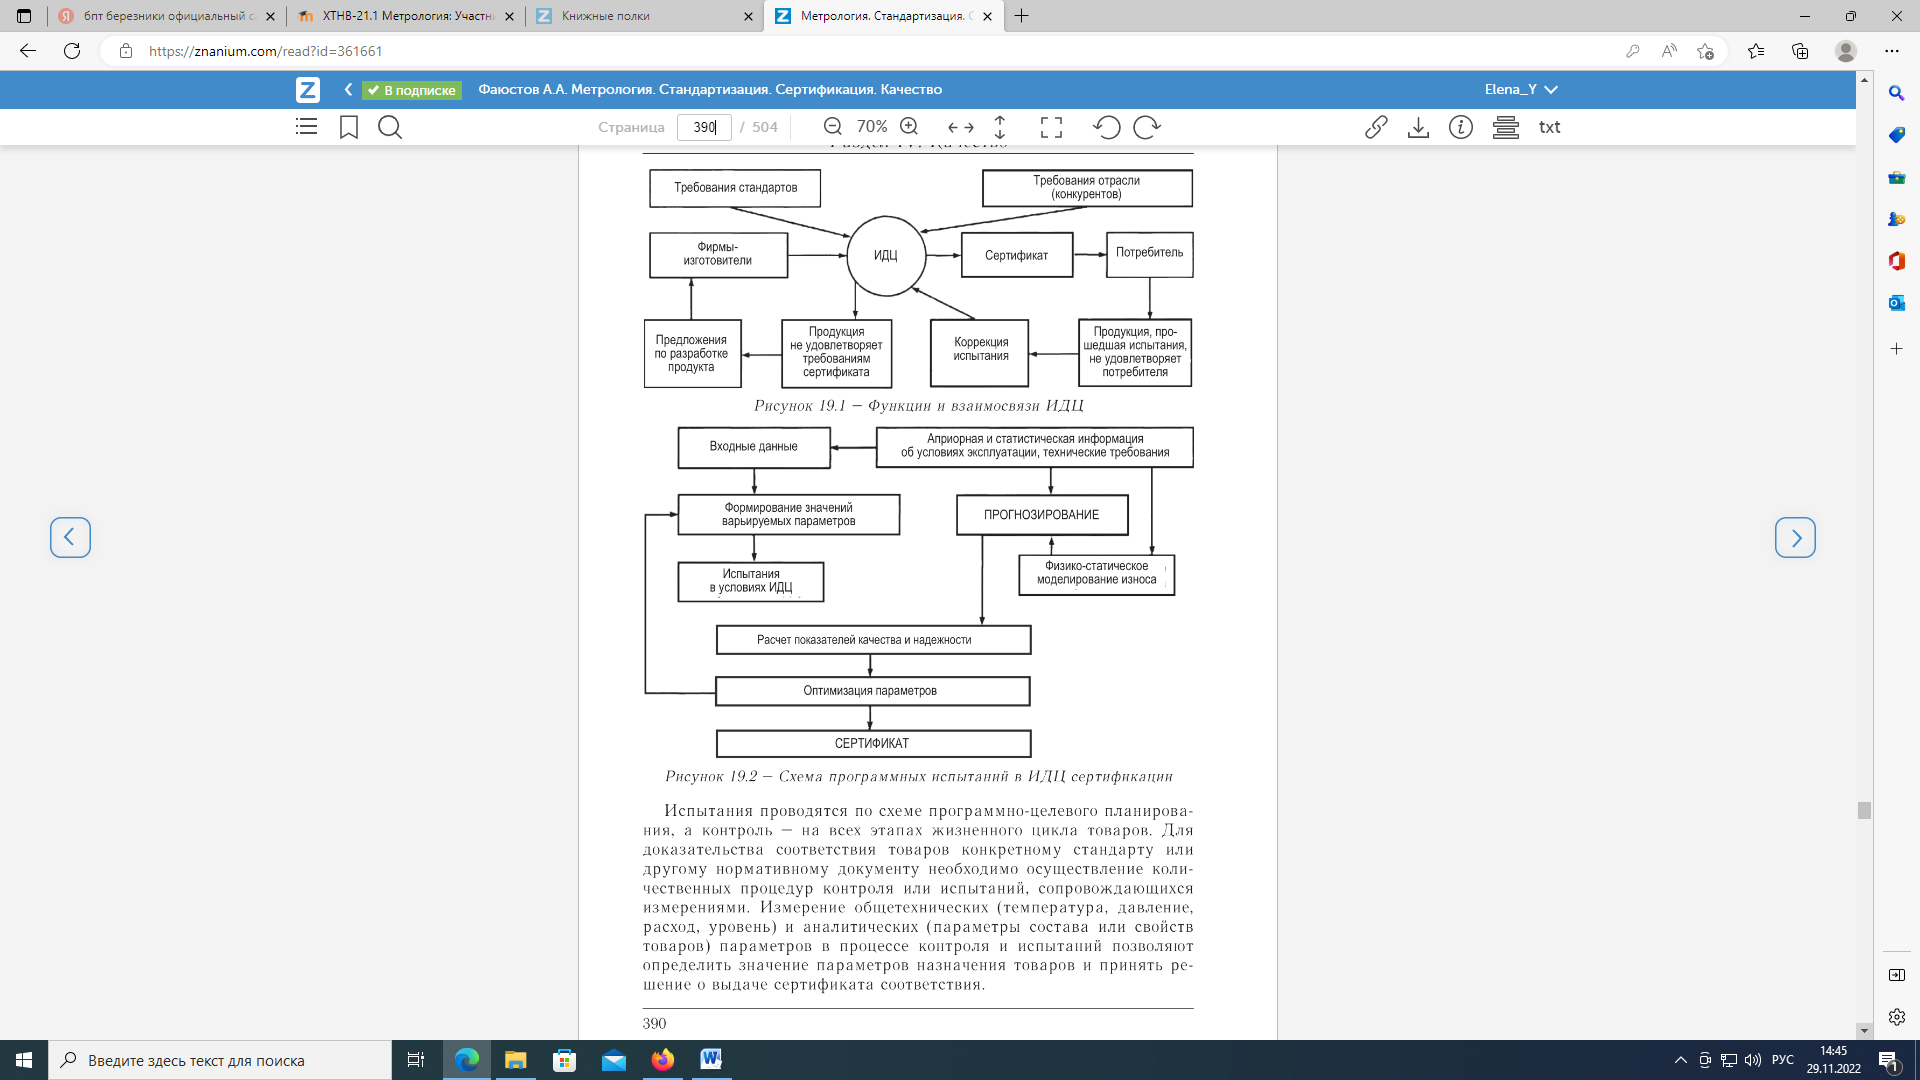 бпт березники официальный са
ХТНВ-21.1 Метрология: Участни
Книжные полки
Метрология. Стандартизация. С
https://znanium.com/read?id=361661
В подписке
Фаюстов А.А. Метрология. Стандартизация. Сертификация. Качество
Elena_Y
Страница 390 / 504
70%
txt
Раздел IV. Качество
Требования стандартов
Требования отрасли
(конкурентов)
Фирмы-
изготовители
ИДЦ
Сертификат
Потребитель
Предложения
по разработке
продукта
Продукция
не удовлетворяет
требованиям
сертификата
Коррекция
испытания
Продукция, про-
шедшая испытания,
не удовлетворяет
потребителя
Рисунок 19.1 – Функции и взаимосвязи ИДЦ
Входные данные
Априорная и статистическая информация
об условиях эксплуатации, технические требования
Формирование значений
варьируемых параметров
ПРОГНОЗИРОВАНИЕ
Испытания
в условиях ИДЦ
Физико-статическое
моделирование износа
Расчет показателей качества и надежности
Оптимизация параметров
СЕРТИФИКАТ
Рисунок 19.2 – Схема программных испытаний в ИДЦ сертификации
Испытания проводятся по схеме программно-целевого планирова-
ния, а контроль – на всех этапах жизненного цикла товаров. Для
доказательства соответствия товаров конкретному стандарту или
другому нормативному документу необходимо осуществление коли-
чественных процедур контроля или испытаний, сопровождающихся
измерениями. Измерение общетехнических (температура, давление,
расход, уровень) и аналитических (параметры состава или свойств
товаров) параметров в процессе контроля и испытаний позволяют
определить значение параметров назначения товаров и принять ре-
шение о выдаче сертификата соответствия.
390
Введите здесь текст для поиска
РУС
14:45
29.11.2022
1